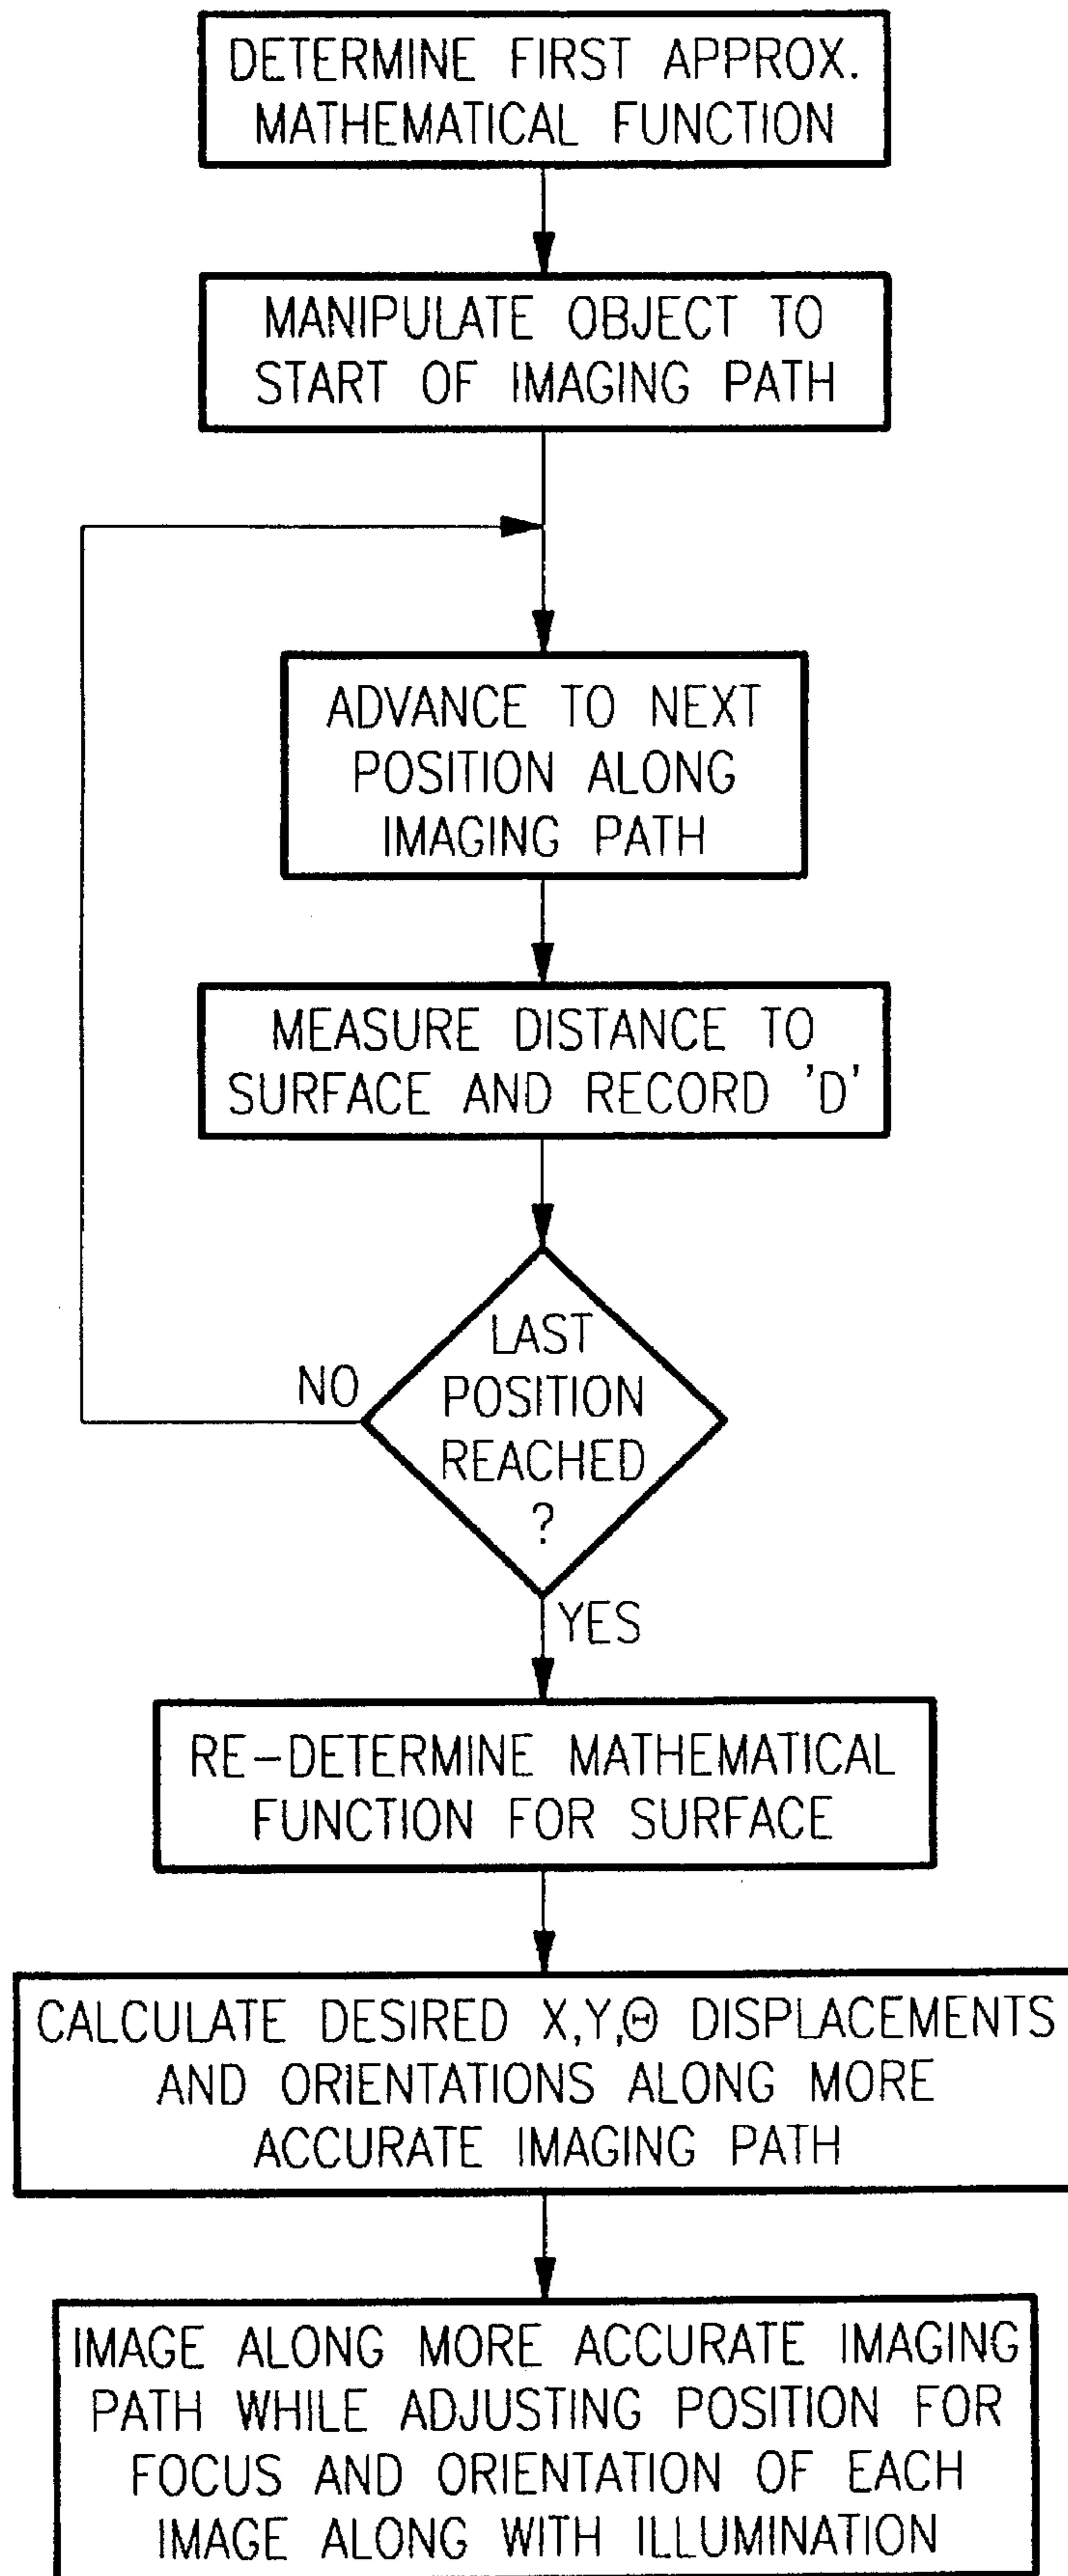 DETERMINE FIRST APPROX.
MATHEMATICAL FUNCTION
MANIPULATE OBJECT TO
START OF IMAGING PATH
ADVANCE TO NEXT
POSITION ALONG
IMAGING PATH
MEASURE DISTANCE TO
SURFACE AND RECORD 'D'
LAST
POSITION
REACHED
?
NO
YES
RE-DETERMINE MATHEMATICAL
FUNCTION FOR SURFACE
CALCULATE DESIRED X,Y,Θ DISPLACEMENTS
AND ORIENTATIONS ALONG MORE
ACCURATE IMAGING PATH
IMAGE ALONG MORE ACCURATE IMAGING
PATH WHILE ADJUSTING POSITION FOR
FOCUS AND ORIENTATION OF EACH
IMAGE ALONG WITH ILLUMINATION